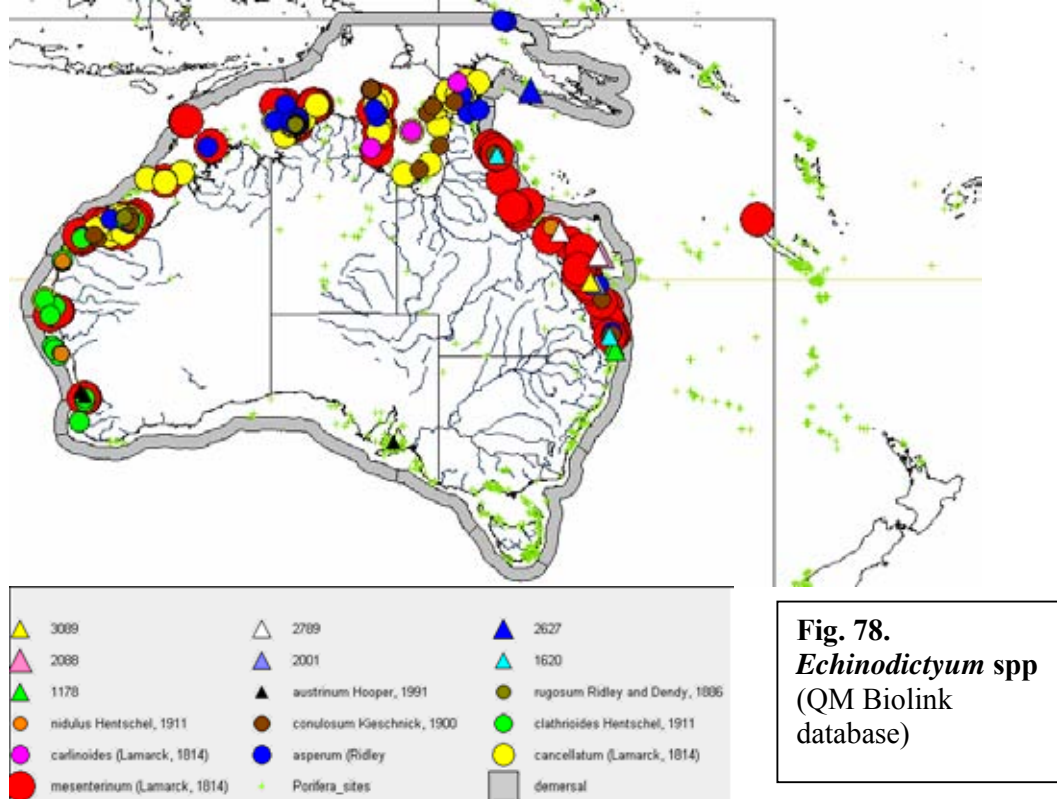 3089 2789 2627
2088 2001 1620
1178 austrinum Hooper, 1991 rugosum Ridley and Dendy, 1886
nidulus Hentschel, 1911 conulosum Kieschnick, 1900 clathrioides Hentschel, 1911
carlinoides (Lamarck, 1814) asperum (Ridley cancellatum (Lamarck, 1814)
mesenterinum (Lamarck, 1814) Porifera_sites demersal
Fig. 78.
Echinodictyum spp
(QM Biolink
database)